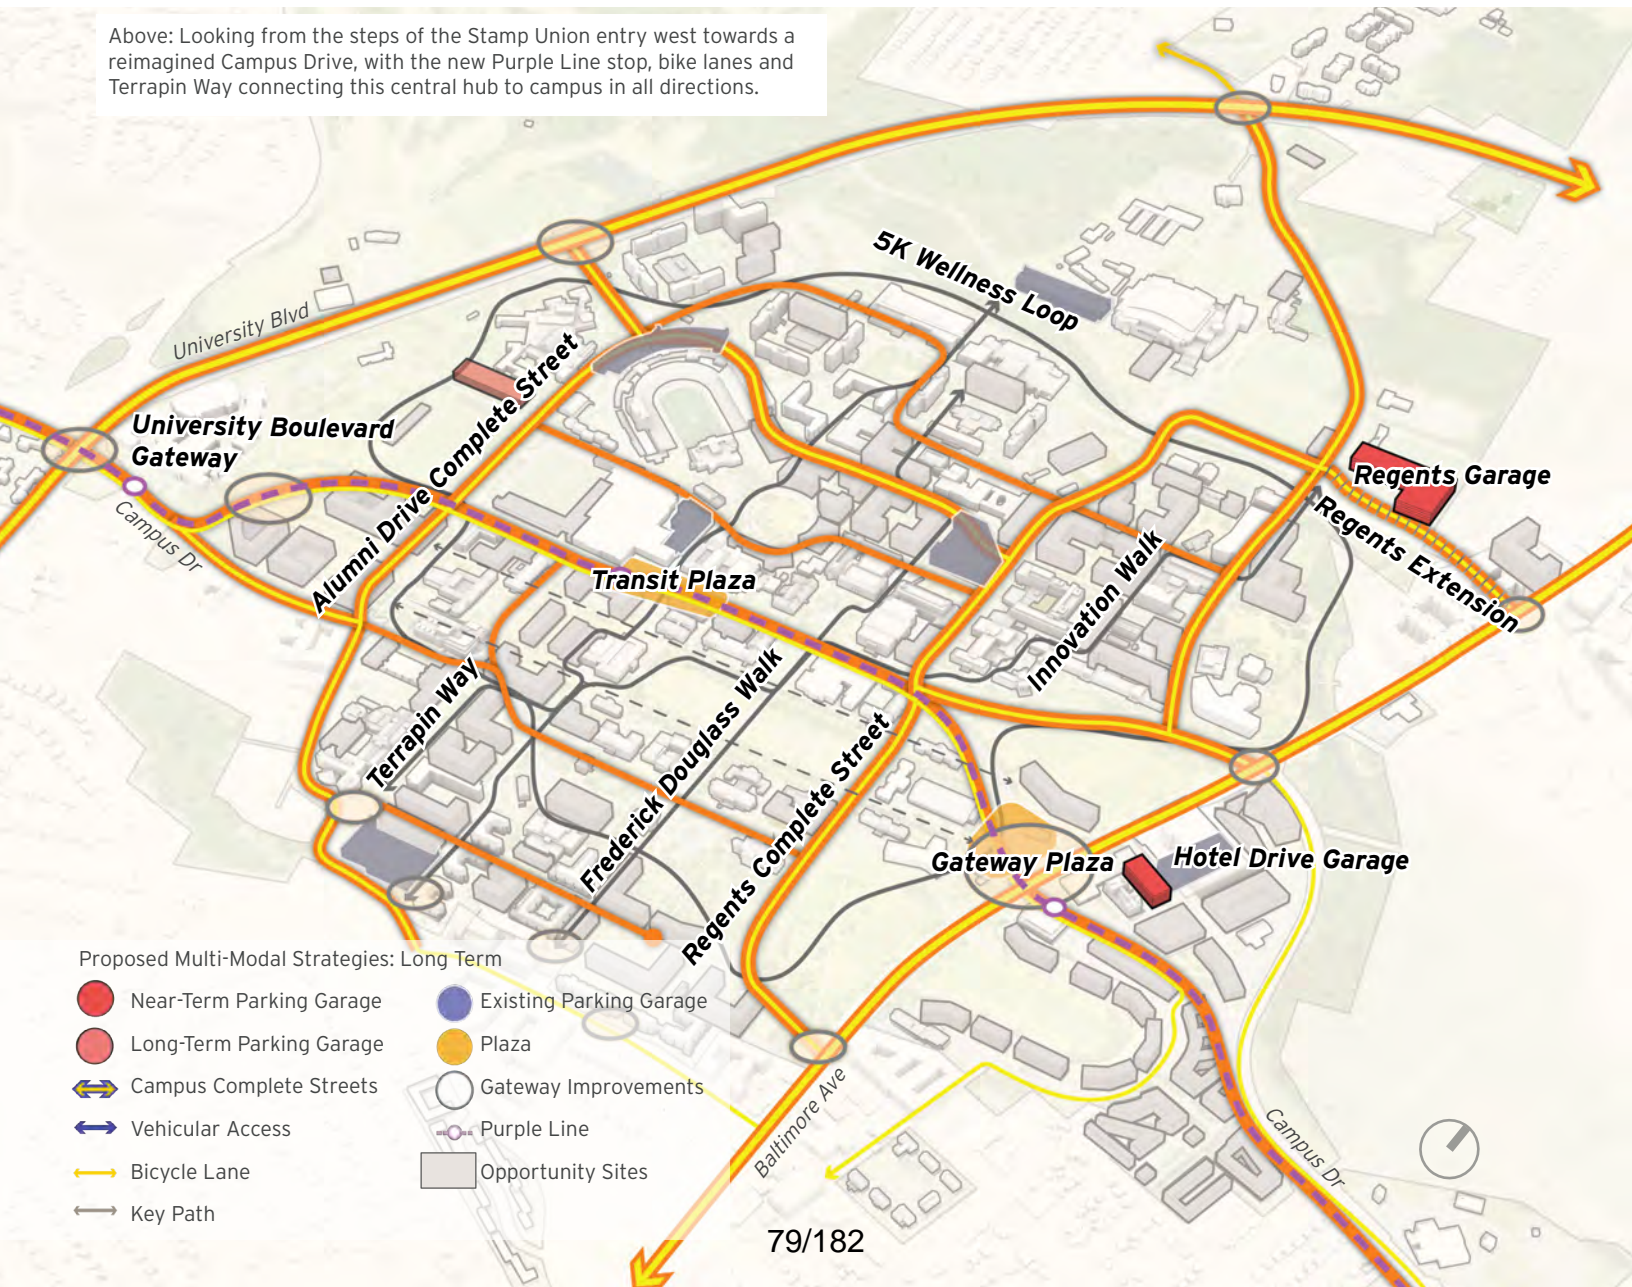 Above: Looking from the steps of the Stamp Union entry west towards a
reimagined Campus Drive, with the new Purple Line stop, bike lanes and
Terrapin Way connecting this central hub to campus in all directions.
5K Wellness Loop
University Blvd
University Boulevard
Gateway
Alumni Drive Complete Street
Campus Dr
Regents Garage
Regents Extension
Transit Plaza
Innovation Walk
Terrapin Way
Frederick Douglass Walk
Regents Complete Street
Gateway Plaza
Hotel Drive Garage
Baltimore Ave
Campus Dr
Proposed Multi-Modal Strategies: Long Term
Near-Term Parking Garage
Long-Term Parking Garage
Campus Complete Streets
Vehicular Access
Bicycle Lane
Key Path
Existing Parking Garage
Plaza
Gateway Improvements
Purple Line
Opportunity Sites
79/182